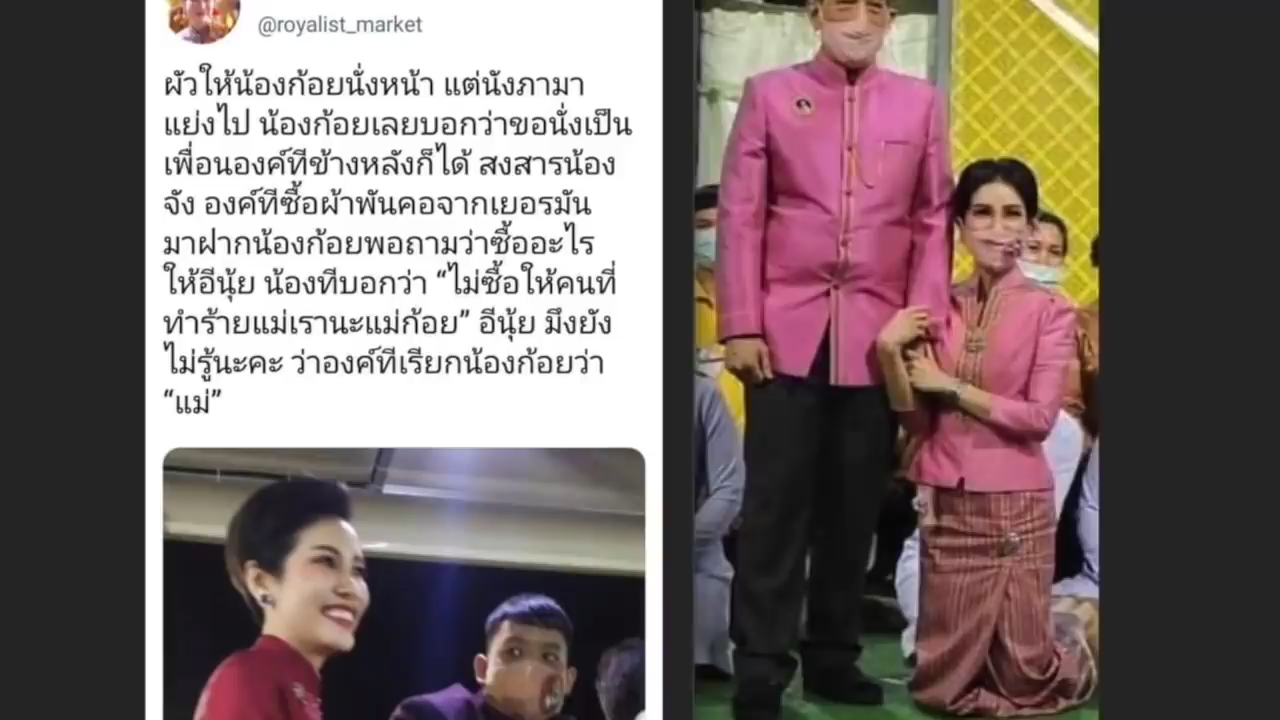 @royalist_market
ผัวให้น้องก้อยนั่งหน้า แต่นังภามา
แย่งไป น้องก้อยเลยบอกว่าขอนั่งเป็น
เพื่อนองค์ทีข้างหลังก็ได้ สงสารน้อง
จัง องค์ทีซื้อผ้าพันคอจากเยอรมัน
มาฝากน้องก้อยพอถามว่าซื้ออะไร
ให้อีนุ้ย น้องทีบอกว่า “ไม่ซื้อให้คนที่
ทำร้ายแม่เรานะแม่ก้อย” อีนุ้ย มึงยัง
ไม่รู้นะคะ ว่าองค์ทีเรียกน้องก้อยว่า
“แม่”